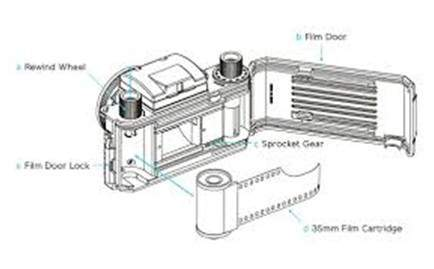 b Film Door
a Rewind Wheel
c Sprocket Gear
e Film Door Lock
d 35mm Film Cartridge